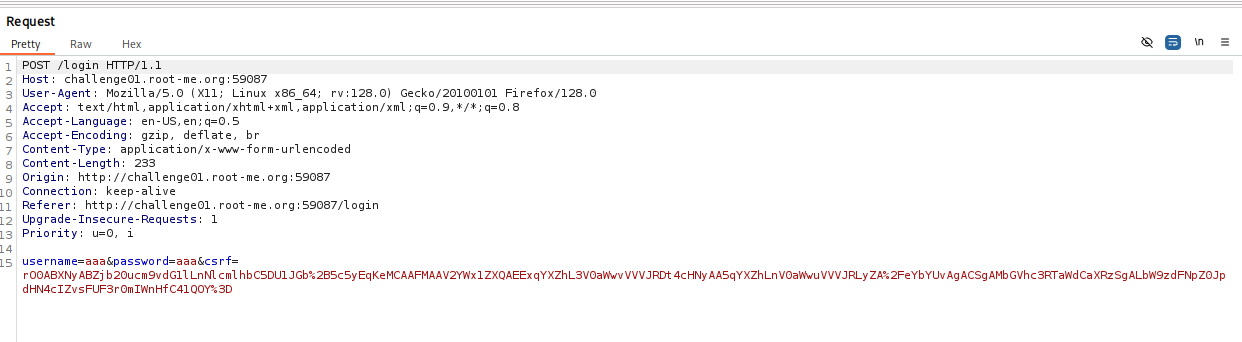 Request
Pretty Raw Hex
\n
1 POST /login HTTP/1.1
2 Host: challenge01.root-me.org:59087
3 User-Agent: Mozilla/5.0 (X11; Linux x86_64; rv:128.0) Gecko/20100101 Firefox/128.0
4 Accept: text/html,application/xhtml+xml,application/xml;q=0.9,*/*;q=0.8
5 Accept-Language: en-US,en;q=0.5
6 Accept-Encoding: gzip, deflate, br
7 Content-Type: application/x-www-form-urlencoded
8 Content-Length: 233
9 Origin: http://challenge01.root-me.org:59087
10 Connection: keep-alive
11 Referer: http://challenge01.root-me.org:59087/login
12 Upgrade-Insecure-Requests: 1
13 Priority: u=0, i
14
15 username=aaa&password=aaa&csrf=
rO0ABXNyABZjb20ucm9vdG1lLnNlcmlhbC5DU1JGb%2B5c5yEqKeMCAAFMAAV2YWx1ZXQAEExqYXZhL3V0aWwvVVVJRDt4cHNyAA5qYXZhLnV0aWwuVVVJRLyZA%2FeYbYUvAgACSgAMbGVhc3RTaWdCaXRzSgALbW9zdFNpZ0Jp
dHN4cIZvsFUF3r0mIWnHfC41QOY%3D